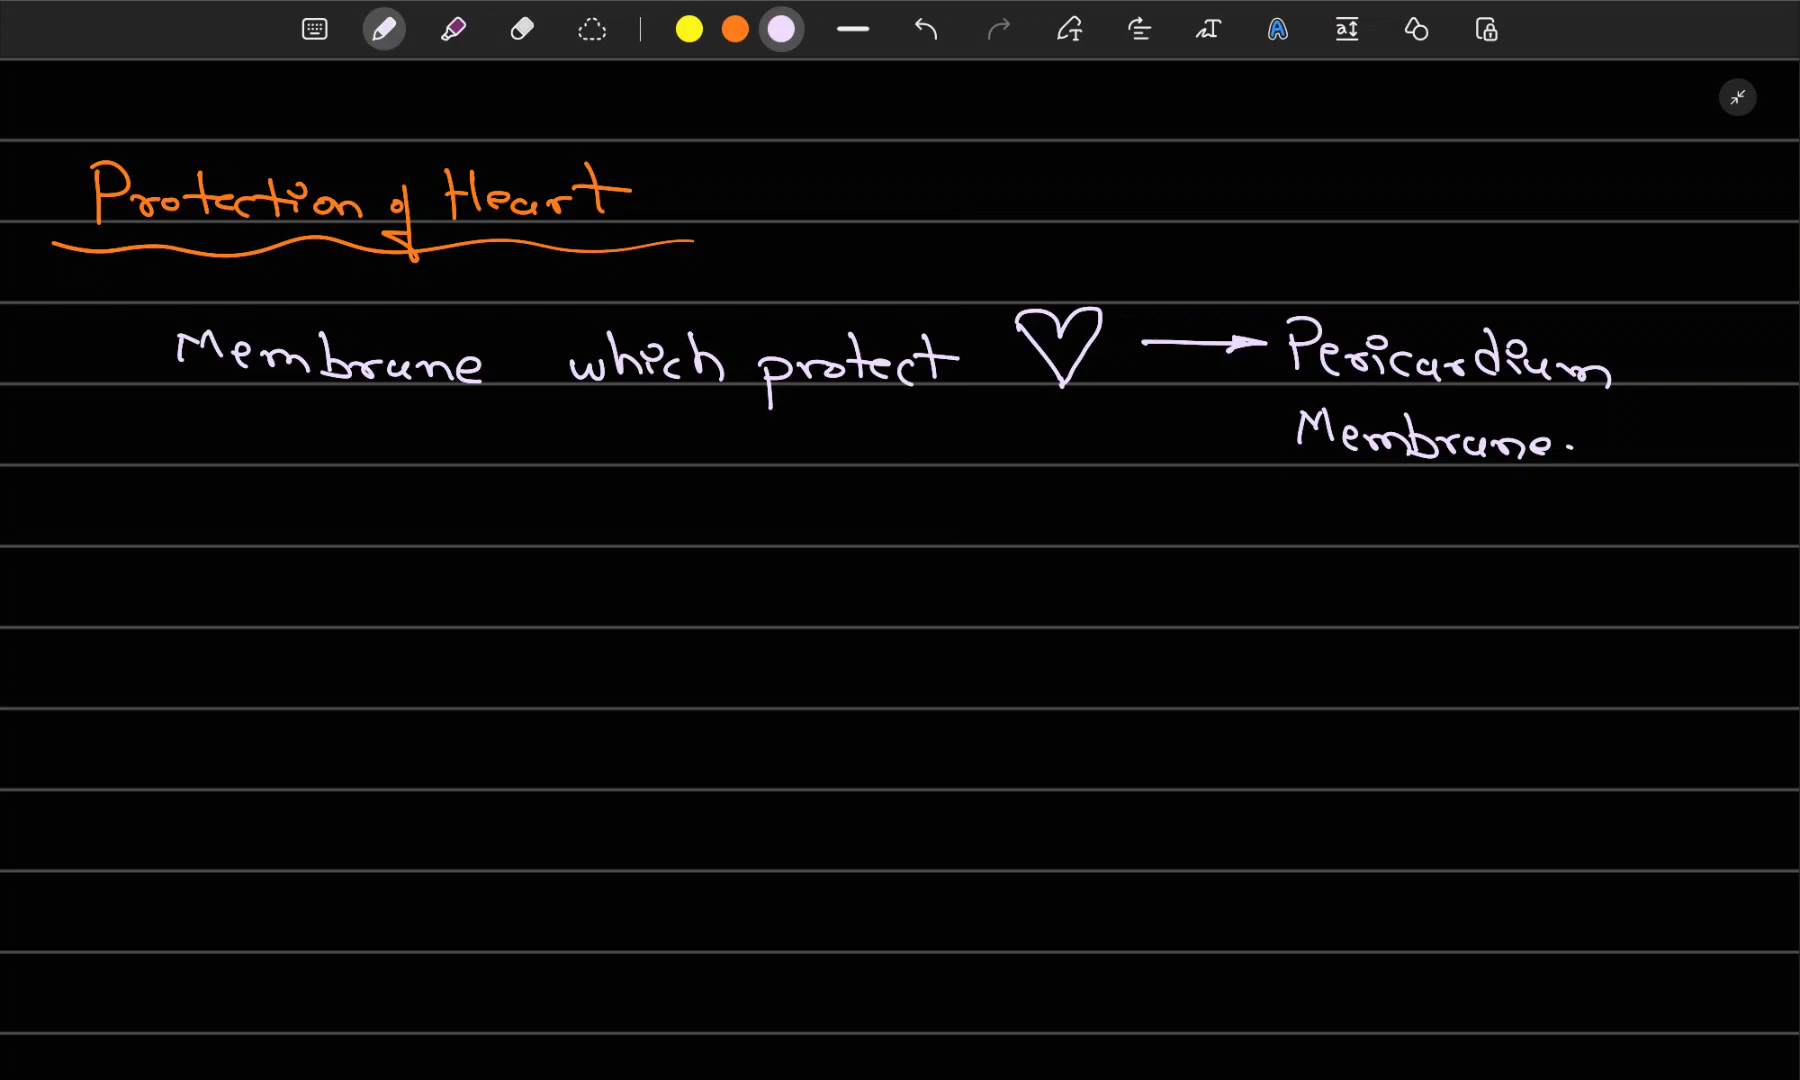 Protection of Heart
Membrane which protect ♡ → Pericardium
Membrane.